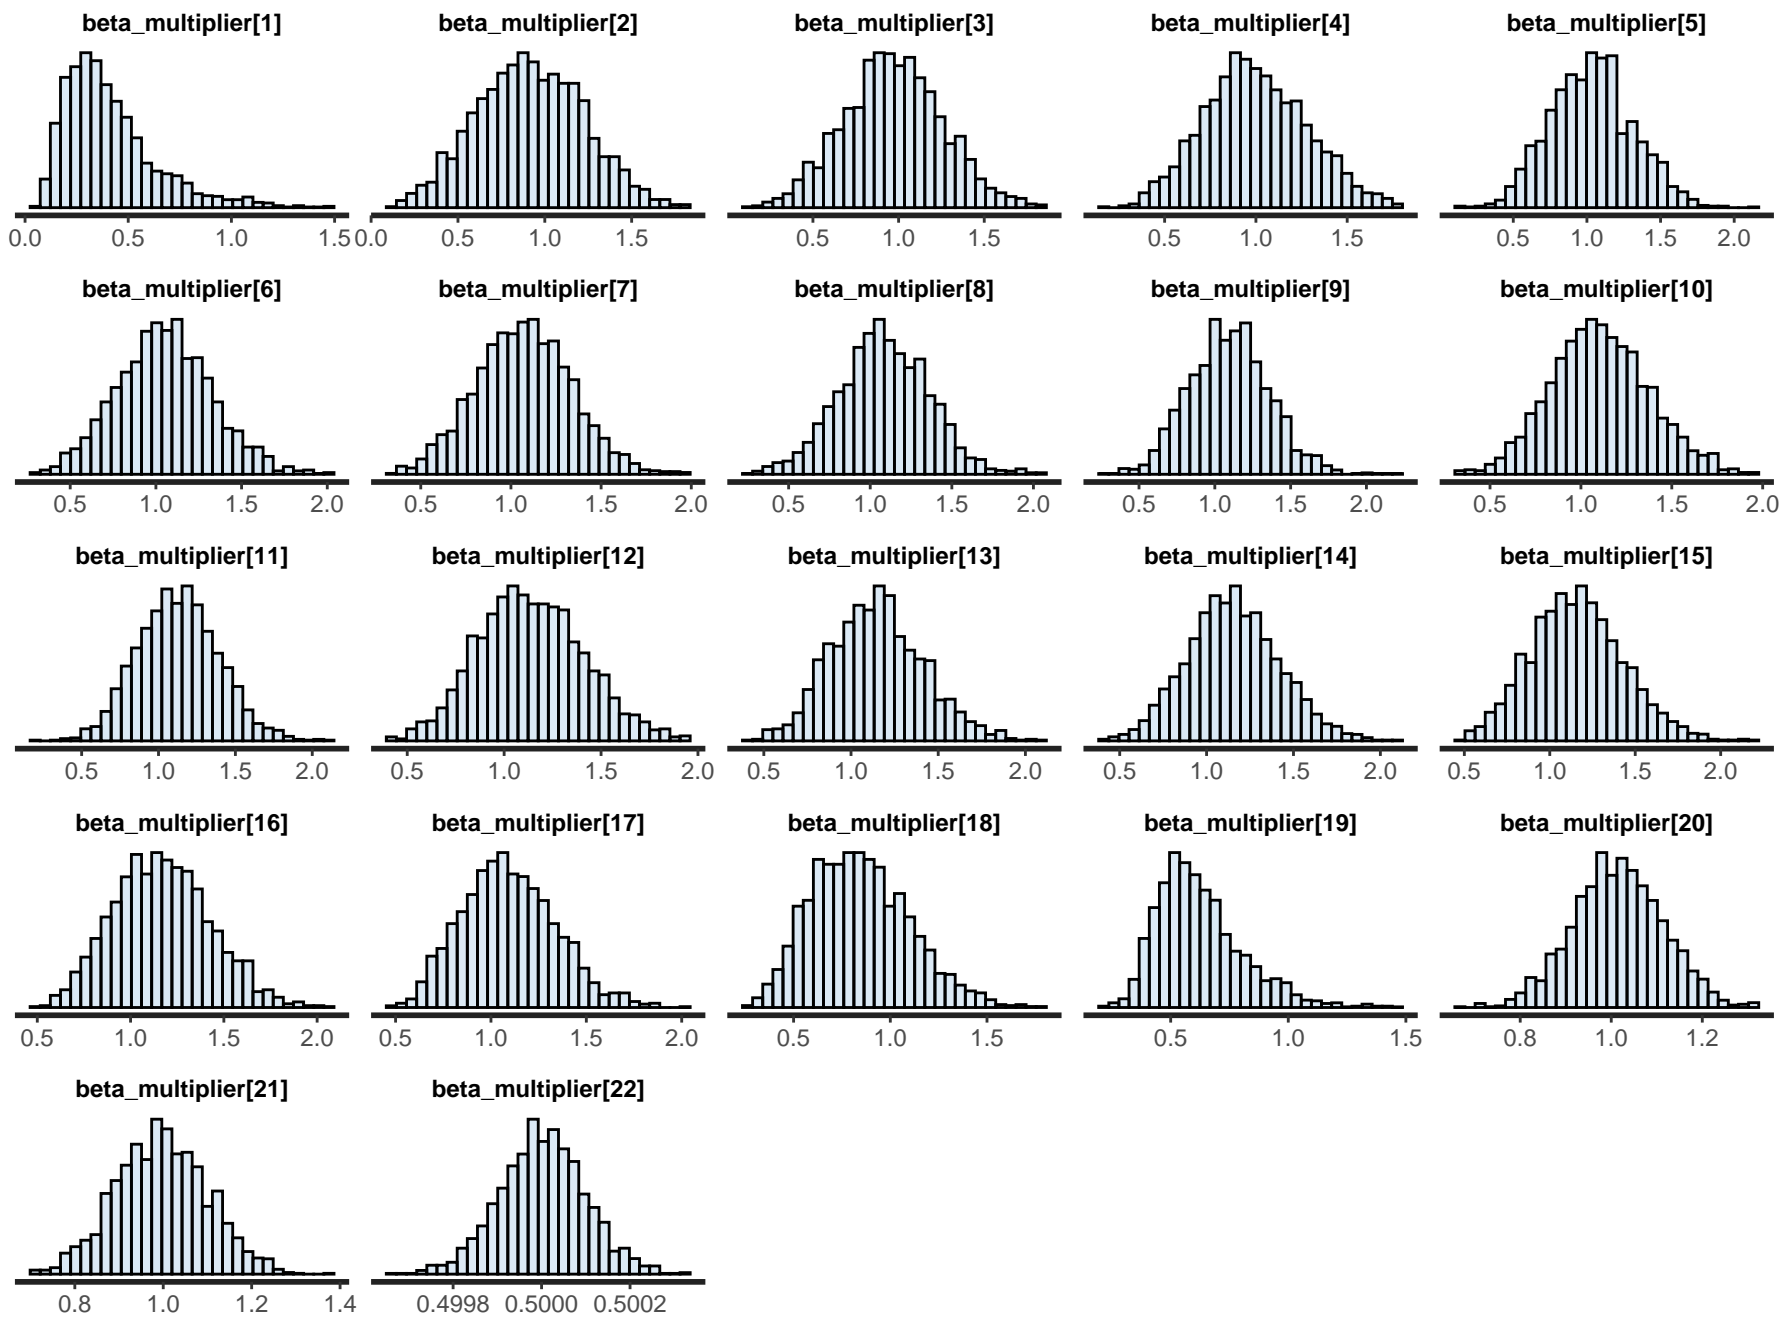 beta_multiplier[1] beta_multiplier[2] beta_multiplier[3] beta_multiplier[4] beta_multiplier[5]
0.0 0.5 1.0 1.5 0.0 0.5 1.0 1.5 0.5 1.0 1.5 0.5 1.0 1.5 0.5 1.0 1.5 2.0
beta_multiplier[6] beta_multiplier[7] beta_multiplier[8] beta_multiplier[9] beta_multiplier[10]
0.5 1.0 1.5 2.0 0.5 1.0 1.5 2.0 0.5 1.0 1.5 2.0 0.5 1.0 1.5 2.0 0.5 1.0 1.5 2.0
beta_multiplier[11] beta_multiplier[12] beta_multiplier[13] beta_multiplier[14] beta_multiplier[15]
0.5 1.0 1.5 2.0 0.5 1.0 1.5 2.0 0.5 1.0 1.5 2.0 0.5 1.0 1.5 2.0 0.5 1.0 1.5 2.0
beta_multiplier[16] beta_multiplier[17] beta_multiplier[18] beta_multiplier[19] beta_multiplier[20]
0.5 1.0 1.5 2.0 0.5 1.0 1.5 2.0 0.5 1.0 1.5 0.5 1.0 1.5 0.8 1.0 1.2
beta_multiplier[21] beta_multiplier[22]
0.8 1.0 1.2 1.4 0.4998 0.5000 0.5002